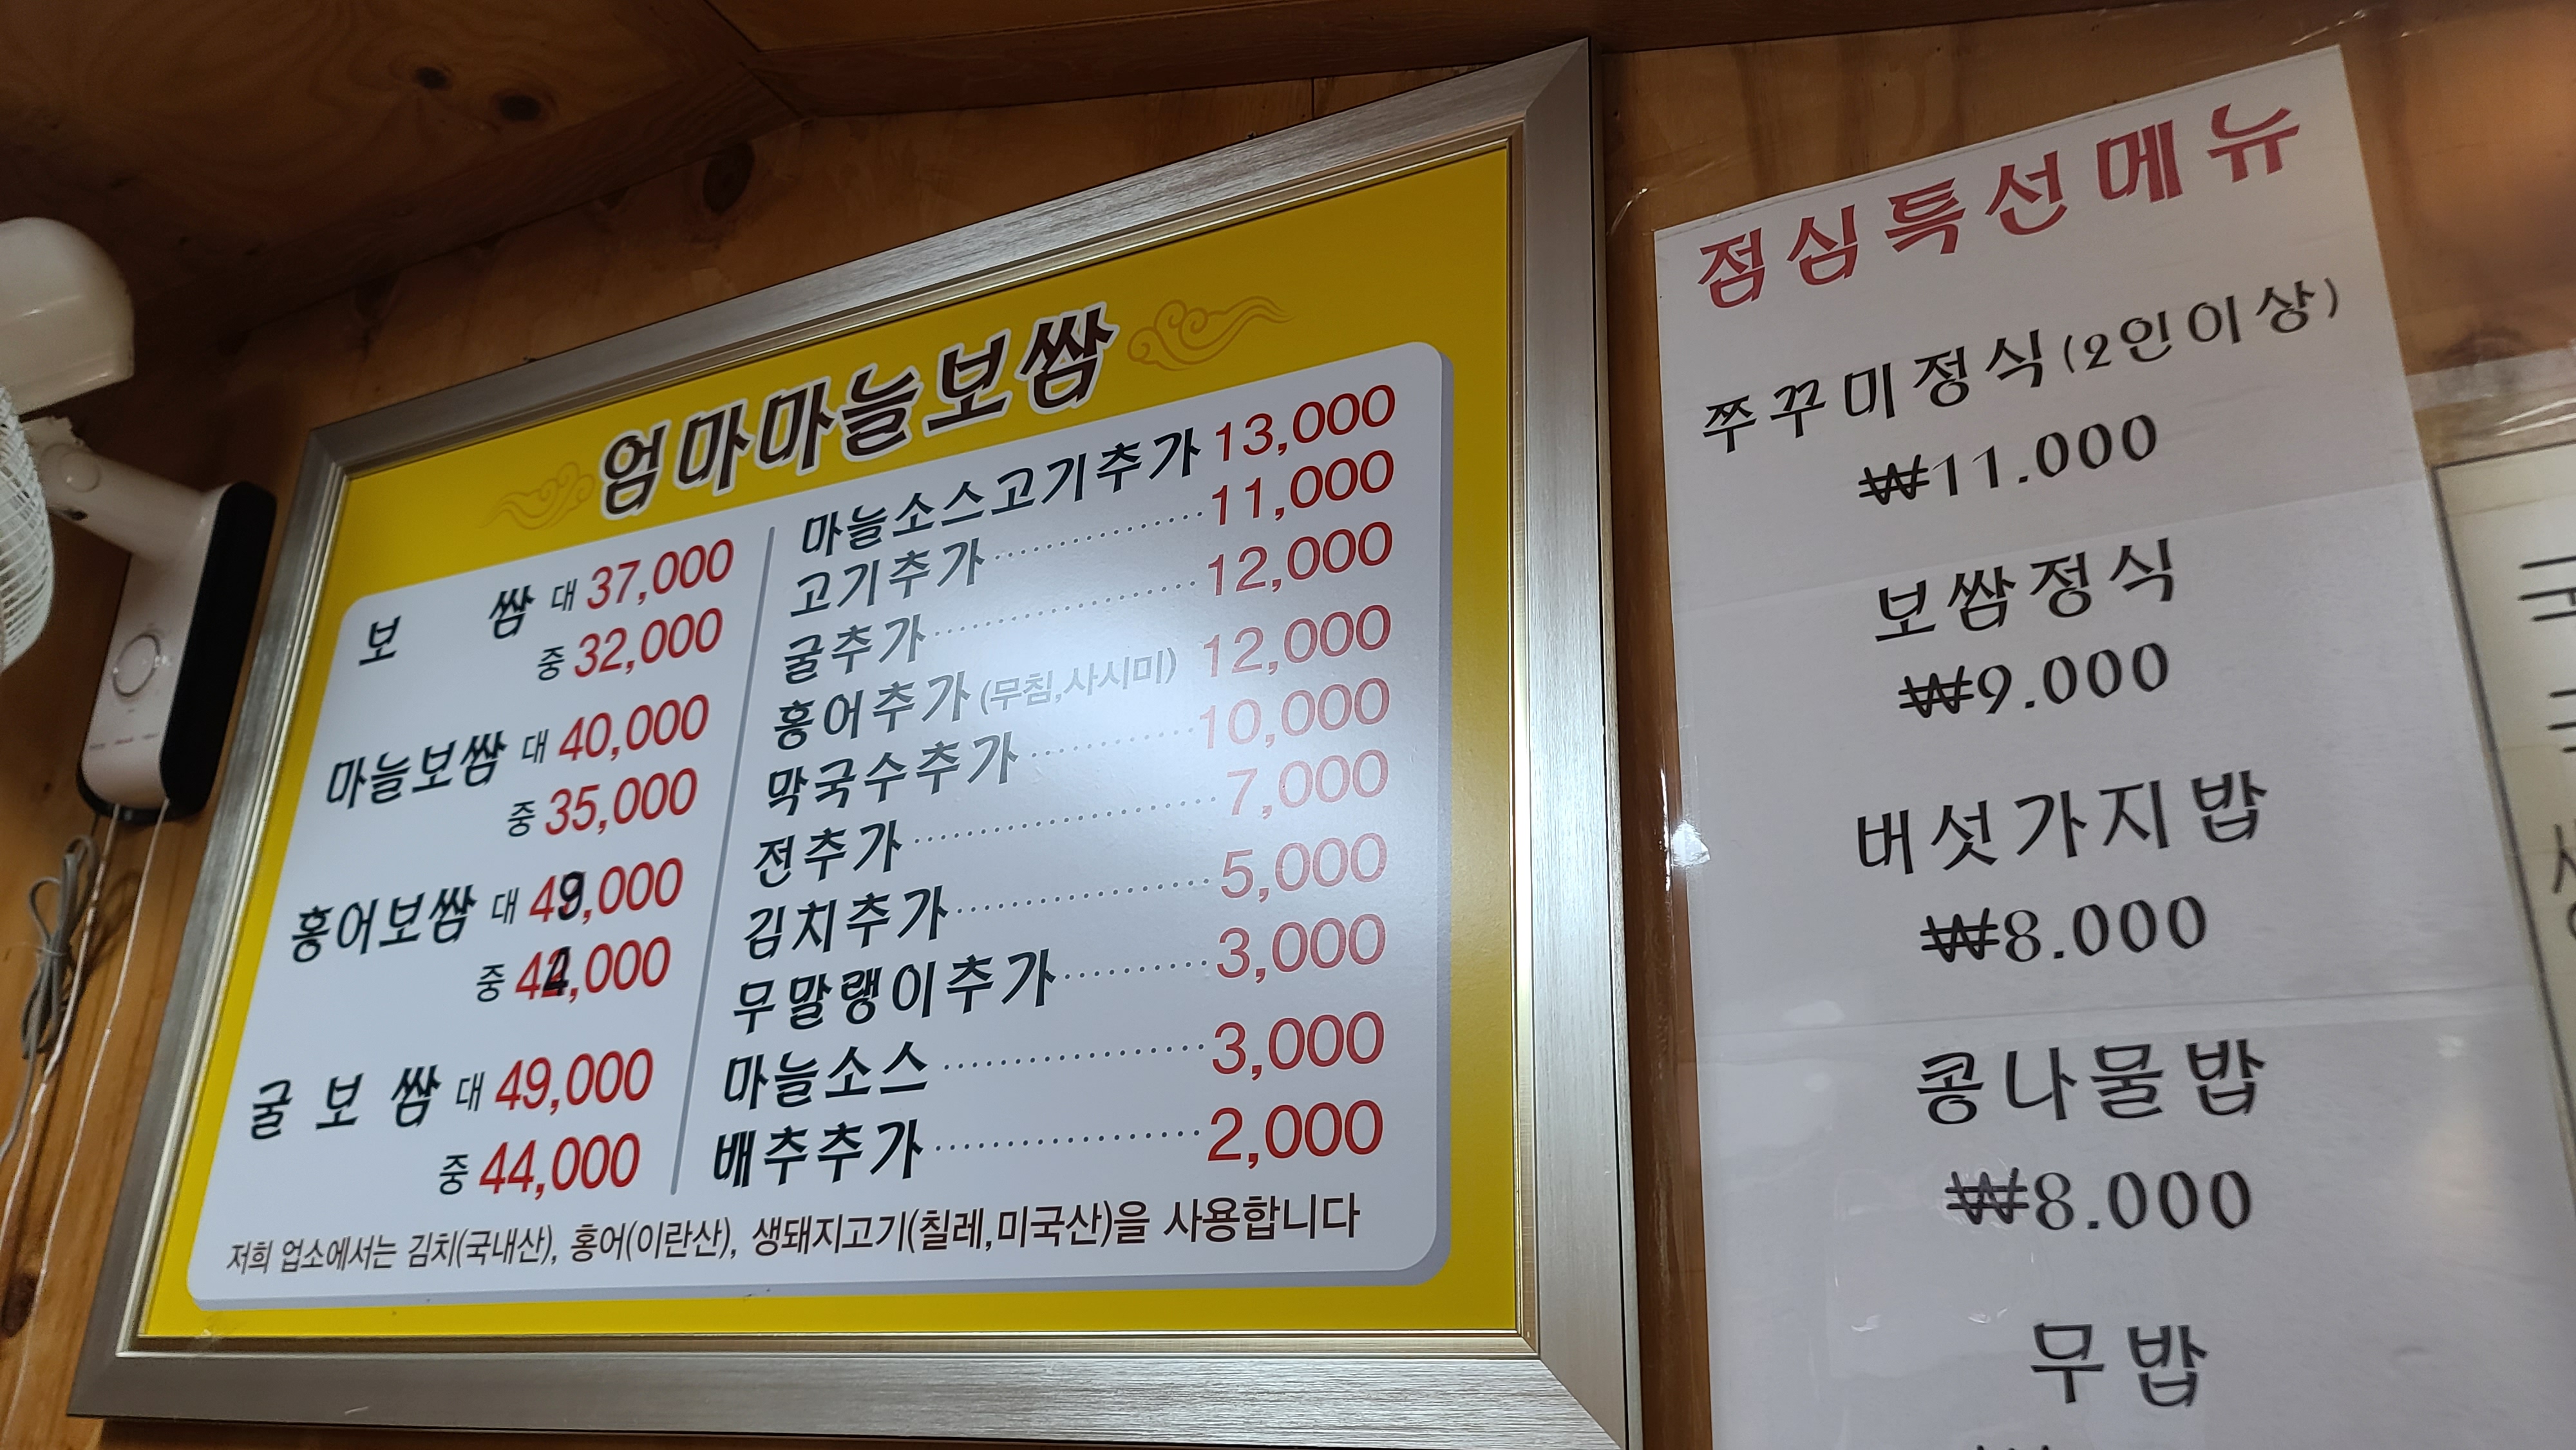 엄마마늘보쌈
보 쌈 대 37,000
중 32,000
마늘보쌈 대 40,000
중 35,000
홍어보쌈 대 49,000
중 44,000
굴 보 쌈 대 49,000
중 44,000
마늘소스고기추가 13,000
고기추가 11,000
굴추가 12,000
홍어추가(무침,사시미) 12,000
막국수추가 10,000
전추가 7,000
김치추가 5,000
무말랭이추가 3,000
마늘소스 3,000
배추추가 2,000
저희 업소에서는 김치(국내산), 홍어(이란산), 생돼지고기(칠레,미국산)을 사용합니다
점심특선메뉴
쭈꾸미정식(2인이상)
₩11.000
보쌈정식
₩9.000
버섯가지밥
₩8.000
콩나물밥
₩8.000
무밥